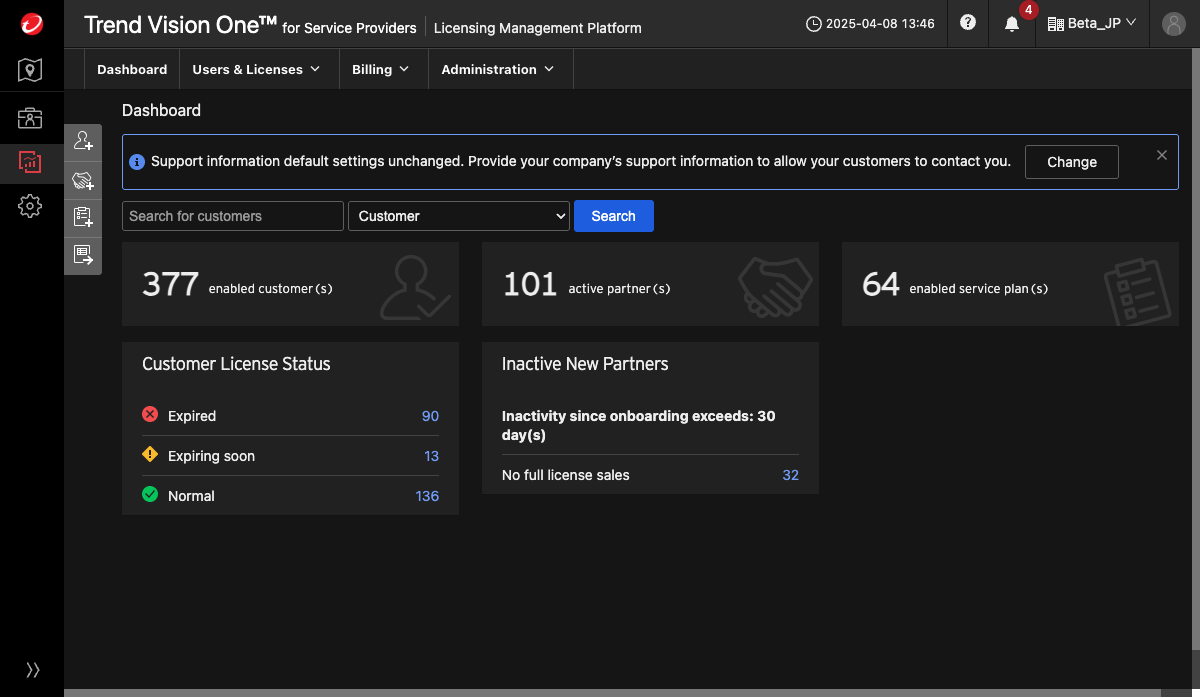 Trend Vision One™ for Service Providers Licensing Management Platform
2025-04-08 13:46
4
Beta_JP
Dashboard
Users & Licenses
Billing
Administration
Dashboard
Support information default settings unchanged. Provide your company's support information to allow your customers to contact you.
Change
Search for customers
Customer
Search
377 enabled customer(s)
101 active partner(s)
64 enabled service plan(s)
Customer License Status
Expired 90
Expiring soon 13
Normal 136
Inactive New Partners
Inactivity since onboarding exceeds: 30
day(s)
No full license sales 32